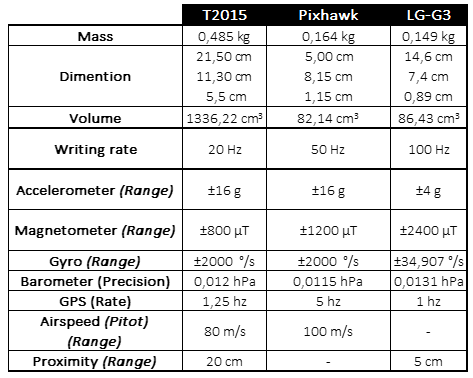 T2015 Pixhawk LG-G3
Mass 0,485 kg 0,164 kg 0,149 kg
21,50 cm 5,00 cm 14,6 cm
Dimention 11,30 cm 8,15 cm 7,4 cm
5,5 cm 1,15 cm 0,89 cm
Volume 1336,22 cm³ 82,14 cm³ 86,43 cm³
Writing rate 20 Hz 50 Hz 100 Hz
Accelerometer (Range) ±16 g ±16 g ±4 g
Magnetometer (Range) ±800 µT ±1200 µT ±2400 µT
Gyro (Range) ±2000 °/s ±2000 °/s ±34,907 °/s
Barometer (Precision) 0,012 hPa 0,0115 hPa 0,0131 hPa
GPS (Rate) 1,25 hz 5 hz 1 hz
Airspeed (Pitot)
(Range) 80 m/s 100 m/s -
Proximity (Range) 20 cm - 5 cm